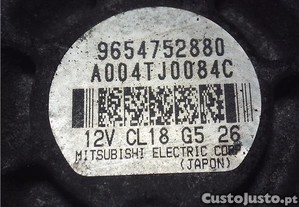 9654752880
A004TJ0084C
12V CL18 G5 26
MITSUBISHI ELECTRIC CORP
(JAPON)
CustoJusto.pt